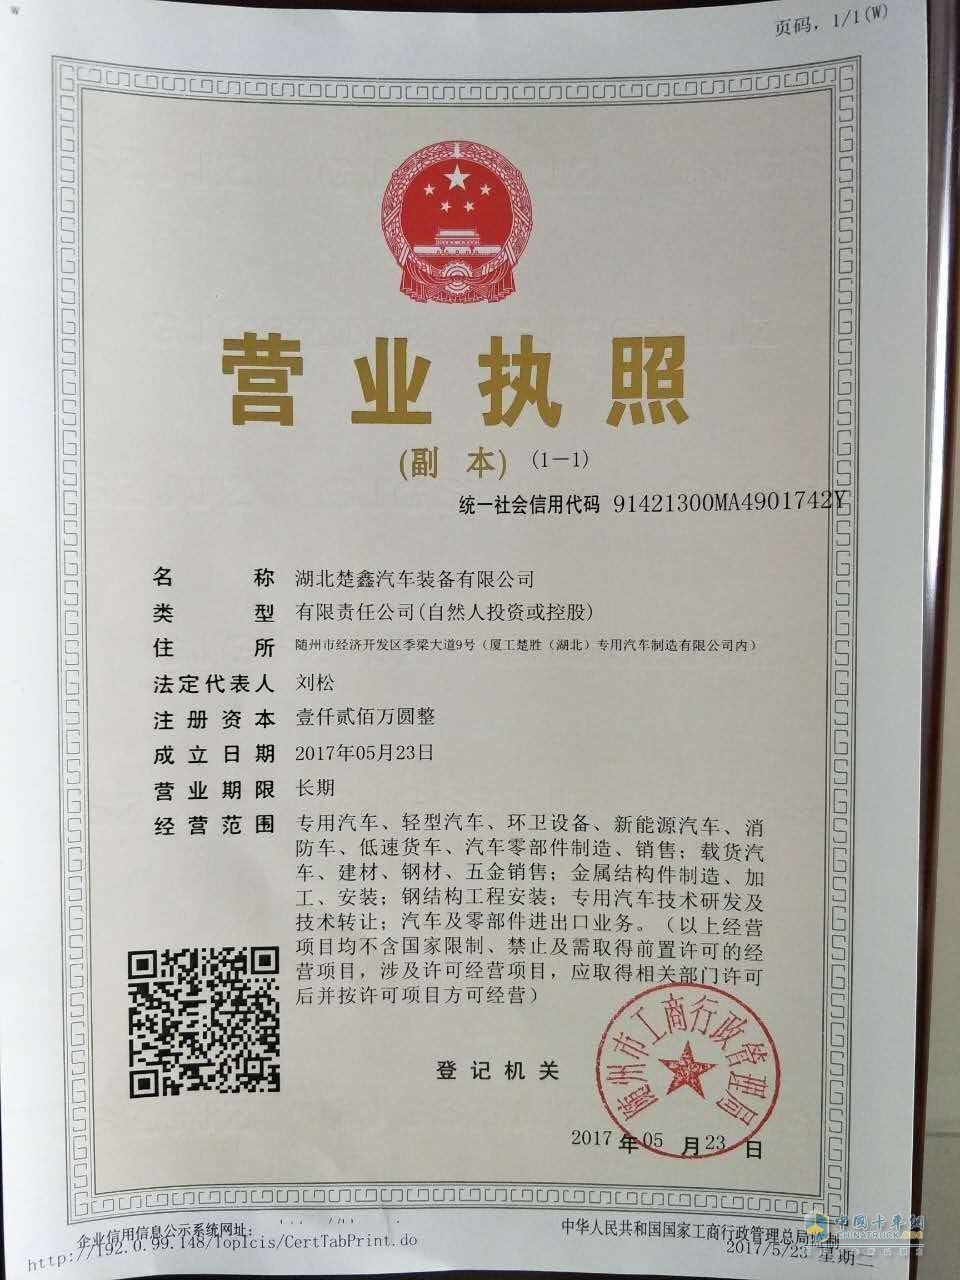 W
页码，1/1(W)
营业执照
(副 本) (1-1)
统一社会信用代码 91421300MA4901742Y
名 称 湖北楚鑫汽车装备有限公司
类 型 有限责任公司(自然人投资或控股)
住 所 随州市经济开发区季梁大道9号（厦工楚胜（湖北）专用汽车制造有限公司内）
法定代表人 刘松
注册资本 壹仟贰佰万圆整
成立日期 2017年05月23日
营业期限 长期
经营范围 专用汽车、轻型汽车、环卫设备、新能源汽车、消
防车、低速货车、汽车零部件制造、销售；载货汽
车、建材、钢材、五金销售；金属结构件制造、加
工、安装；钢结构工程安装；专用汽车技术研发及
技术转让；汽车及零部件进出口业务。（以上经营
项目均不含国家限制、禁止及需取得前置许可的经
营项目，涉及许可经营项目，应取得相关部门许可
后并按许可项目方可经营）
随州市工商行政管理局
登记机关
2017 年 05 月 23 日
企业信用信息公示系统网址:
中华人民共和国国家工商行政管理总局监制
http://192.0.99.148/TopIcis/CertTabPrint.do
2017/5/23 星期二
中国卡车网
CHINATRUCK.ORG